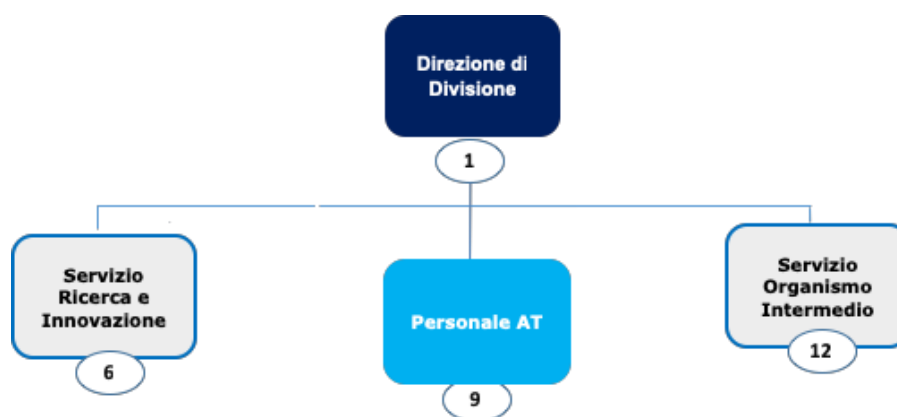 Direzione di
Divisione
1
Servizio
Ricerca e
Innovazione
6
Personale AT
9
Servizio
Organismo
Intermedio
12